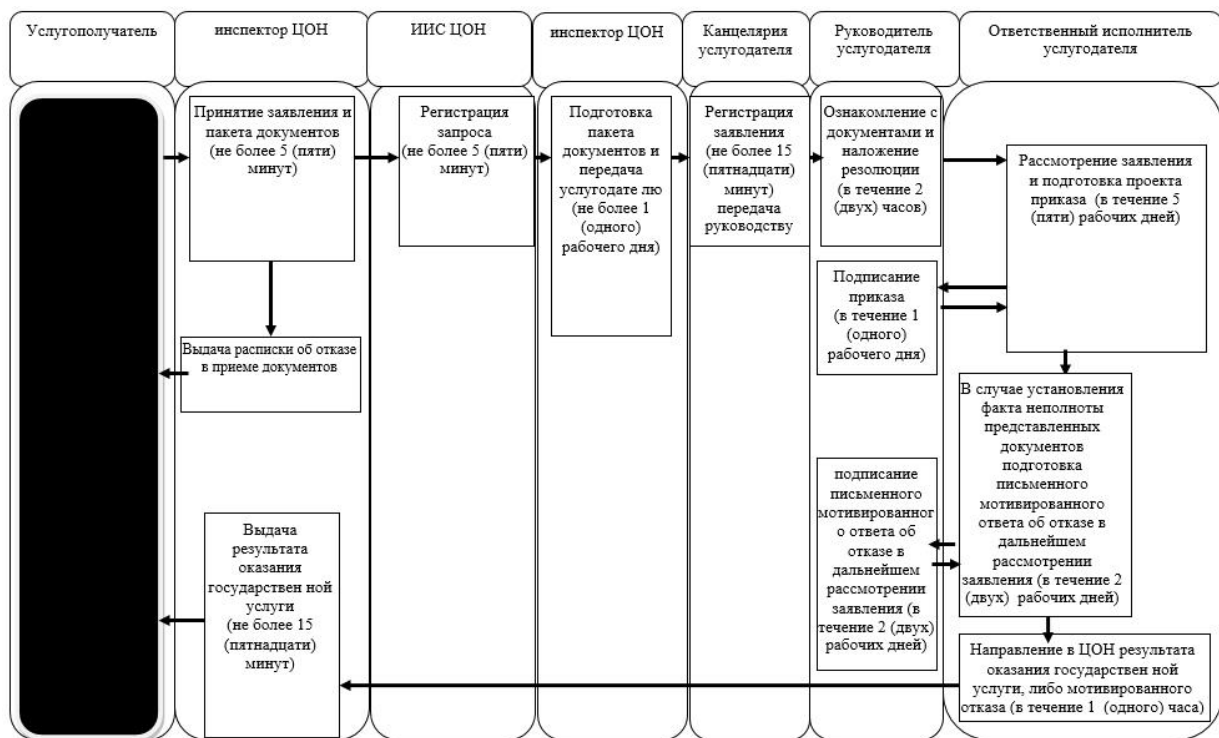 Услугополучатель
инспектор ЦОН
ИИС ЦОН
инспектор ЦОН
Канцелярия
услугодателя
Руководитель
услугодателя
Ответственный исполнитель
услугодателя
Принятие заявления и
пакета документов
(не более 5 (пяти)
минут)
Регистрация
запроса
(не более 5 (пяти)
минут)
Подготовка
пакета
документов и
передача
услугодате лю
(не более 1
(одного)
рабочего дня)
Регистрация
заявления
(не более 15
(пятнадцати)
минут)
передача
руководству
Ознакомление с
документами и
наложение
резолюции
(в течение 2
(двух) часов)
Рассмотрение заявления
и подготовка проекта
приказа (в течение 5
(пяти) рабочих дней)
Подписание
приказа
(в течение 1
(одного)
рабочего дня)
Выдача расписки об отказе
в приеме документов
В случае установления
факта неполноты
представленных
документов
подготовка
письменного
мотивированного
ответа об отказе в
дальнейшем
рассмотрении
заявления (в течение 2
(двух) рабочих дней)
подписание
письменного
мотивированног
о ответа об
отказе в
дальнейшем
рассмотрении
заявления (в
течение 2 (двух)
рабочих дней)
Выдача
результата
оказания
государствен ной
услуги
(не более 15
(пятнадцати)
минут)
Направление в ЦОН результата
оказания государствен ной
услуги, либо мотивированного
отказа (в течение 1 (одного) часа)